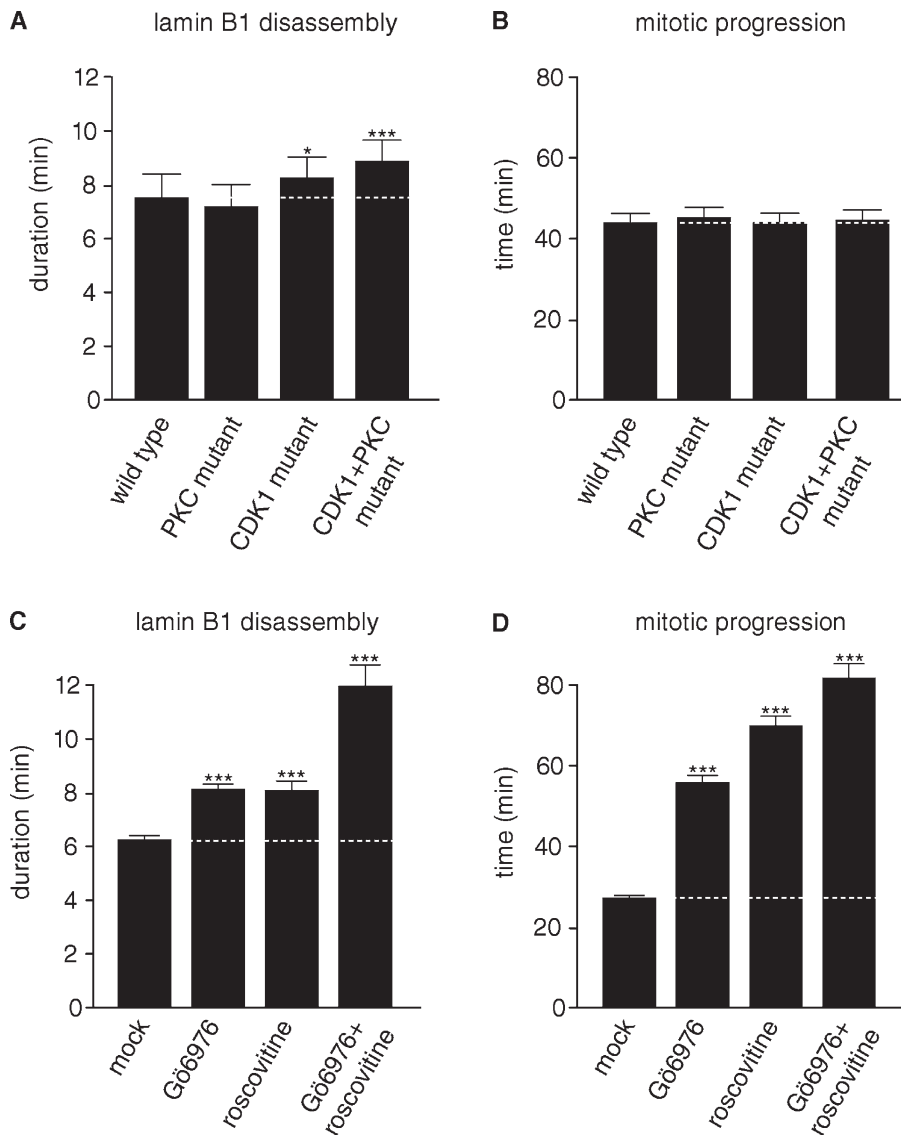 A lamin B1 disassembly
duration (min)
12
10
8
6
4
2
0
*
***
wild type
PKC mutant
CDK1 mutant
CDK1+PKC
mutant
B mitotic progression
time (min)
80
60
40
20
0
wild type
PKC mutant
CDK1 mutant
CDK1+PKC
mutant
C lamin B1 disassembly
duration (min)
12
10
8
6
4
2
0
***
***
***
mock
Gö6976
roscovitine
Gö6976+
roscovitine
D mitotic progression
time (min)
80
60
40
20
0
***
***
***
mock
Gö6976
roscovitine
Gö6976+
roscovitine